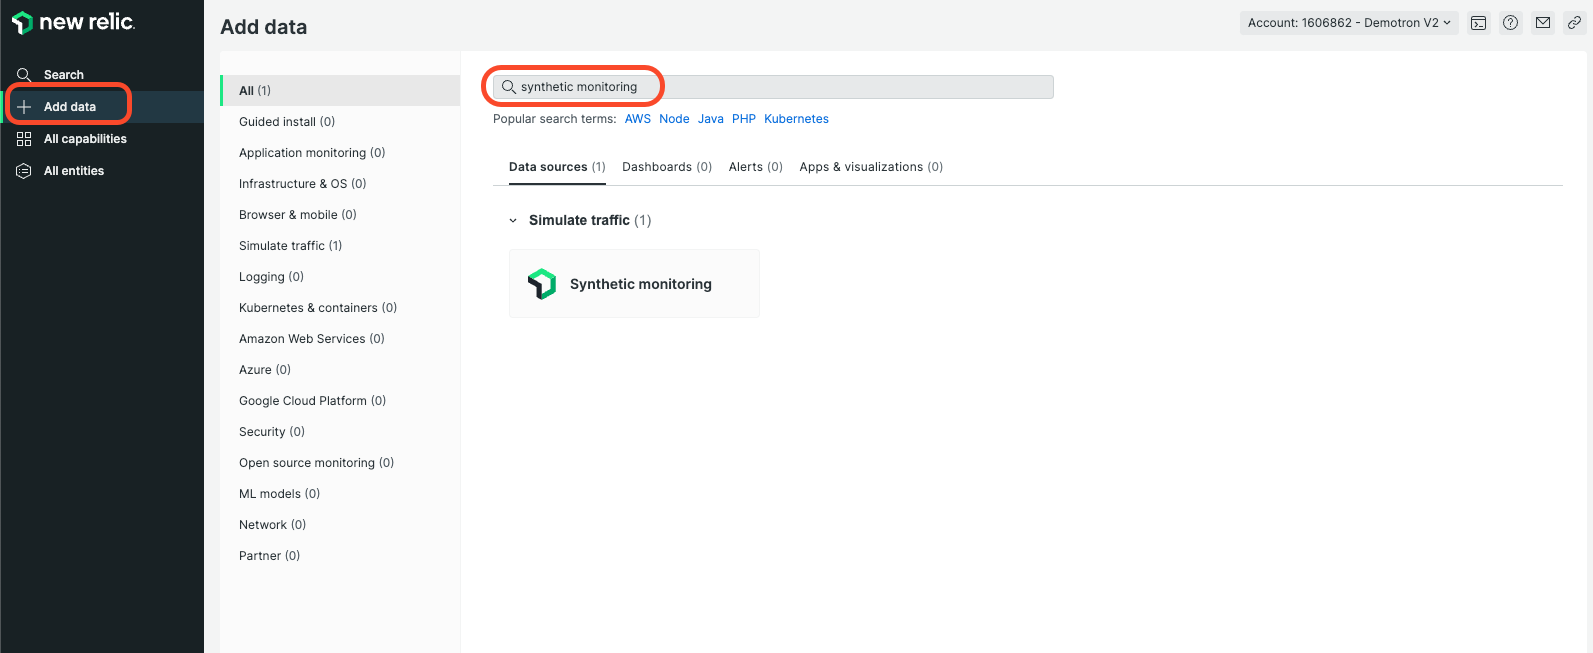 new relic.
Search
Add data
All capabilities
All entities
Add data
Account: 1606862 - Demotron V2
All (1)
Guided install (0)
Application monitoring (0)
Infrastructure & OS (0)
Browser & mobile (0)
Simulate traffic (1)
Logging (0)
Kubernetes & containers (0)
Amazon Web Services (0)
Azure (0)
Google Cloud Platform (0)
Security (0)
Open source monitoring (0)
ML models (0)
Network (0)
Partner (0)
synthetic monitoring
Popular search terms: AWS Node Java PHP Kubernetes
Data sources (1) Dashboards (0) Alerts (0) Apps & visualizations (0)
Simulate traffic (1)
Synthetic monitoring